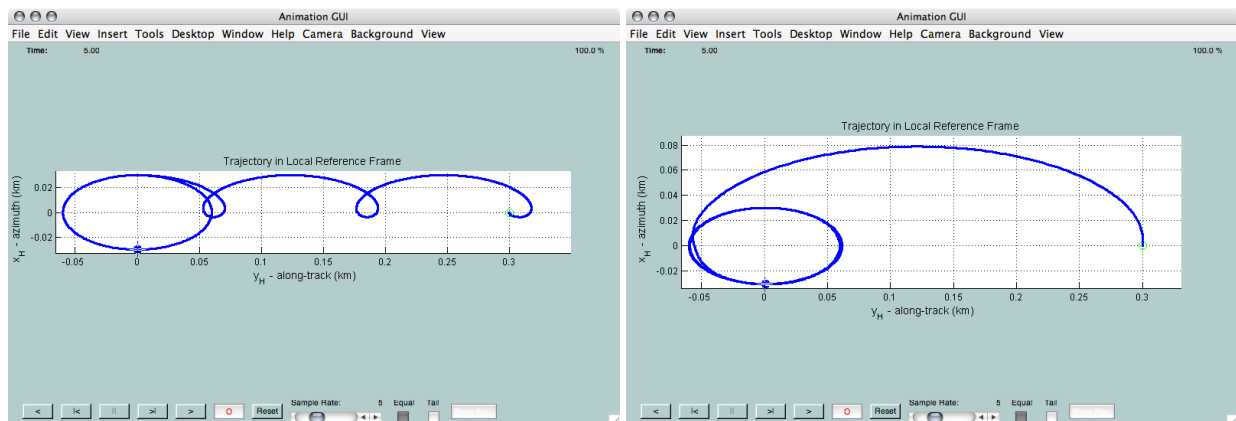 Animation GUI
File Edit View Insert Tools Desktop Window Help Camera Background View
Time: 5.00 100.0 %
Trajectory in Local Reference Frame
x_H - azimuth (km)
0.02
0
-0.02
-0.05 0 0.05 0.1 0.15 0.2 0.25 0.3
y_H - along-track (km)
Sample Rate: 5 Equal Tail
< |< || >| > O Reset
Animation GUI
File Edit View Insert Tools Desktop Window Help Camera Background View
Time: 5.00 100.0 %
Trajectory in Local Reference Frame
x_H - azimuth (km)
0.08
0.06
0.04
0.02
0
-0.02
-0.05 0 0.05 0.1 0.15 0.2 0.25 0.3
y_H - along-track (km)
Sample Rate: 5 Equal Tail
< |< || >| > O Reset